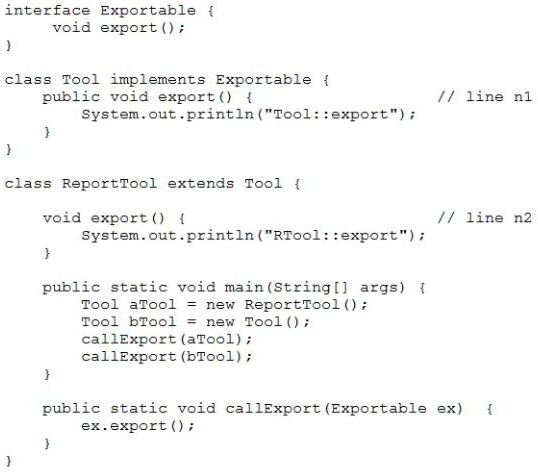 interface Exportable {
void export();
}
class Tool implements Exportable {
public void export() { // line n1
System.out.println("Tool::export");
}
}
class ReportTool extends Tool {
void export() { // line n2
System.out.println("RTool::export");
}
public static void main(String[] args) {
Tool aTool = new ReportTool();
Tool bTool = new Tool();
callExport(aTool);
callExport(bTool);
}
public static void callExport(Exportable ex) {
ex.export();
}
}